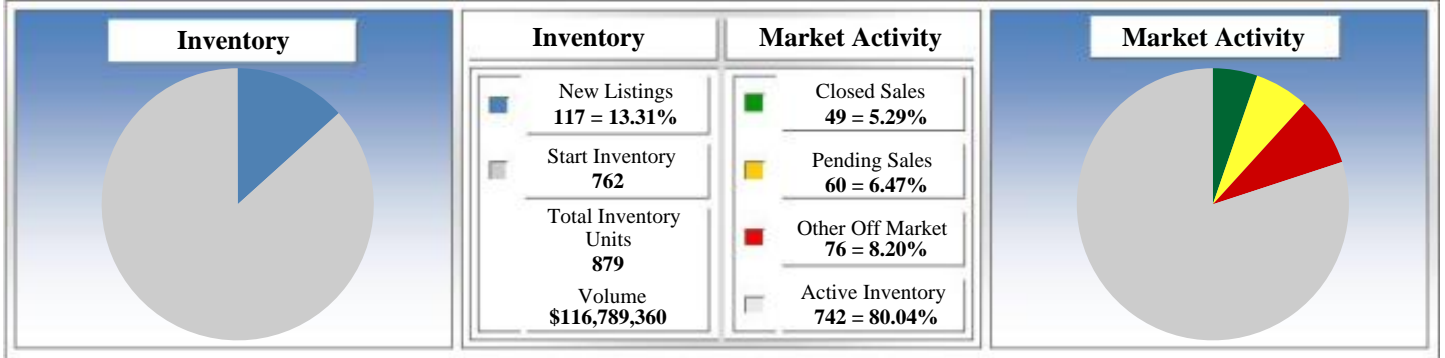 Inventory
Inventory
Market Activity
Market Activity
New Listings
117 = 13.31%
Start Inventory
762
Total Inventory
Units
879
Volume
$116,789,360
Closed Sales
49 = 5.29%
Pending Sales
60 = 6.47%
Other Off Market
76 = 8.20%
Active Inventory
742 = 80.04%